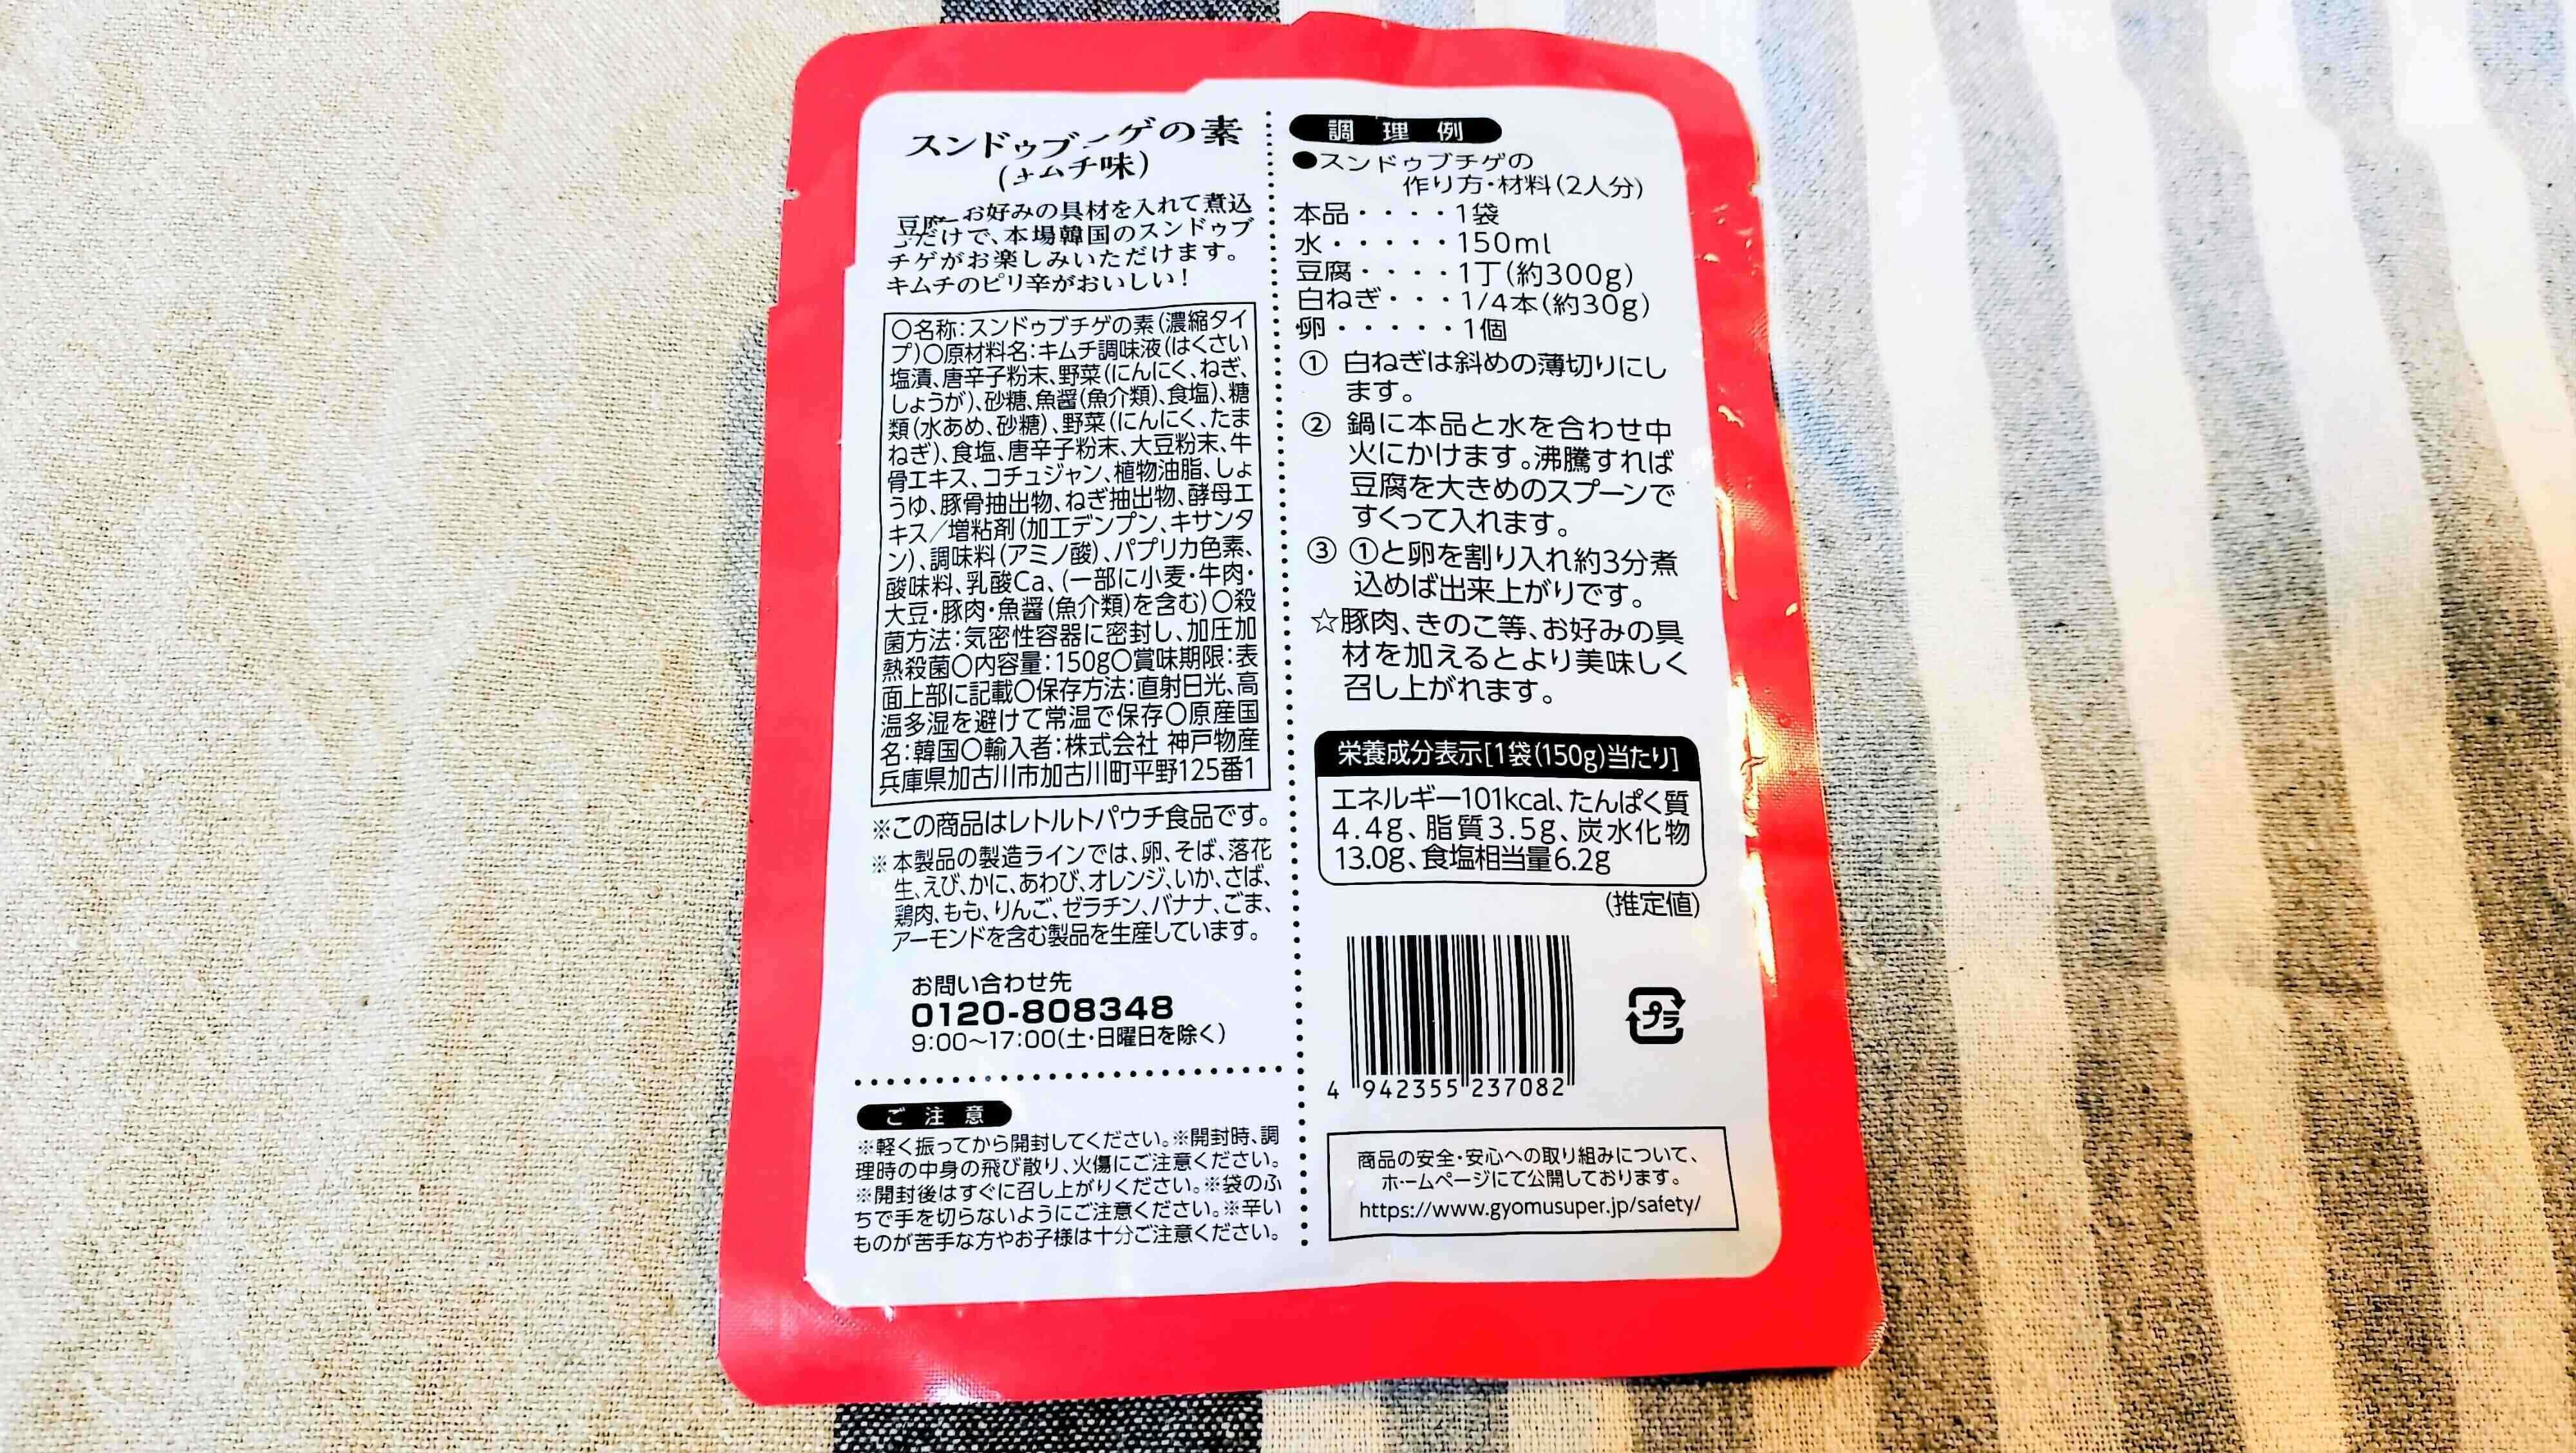 スンドゥブチゲの素
(キムチ味)
豆腐とお好みの具材を入れて煮込
むだけで、本場韓国のスンドゥブ
チゲがお楽しみいただけます。
キムチのピリ辛がおいしい!
〇名称:スンドゥブチゲの素(濃縮タイ
プ)〇原材料名:キムチ調味液(はくさい
塩漬、唐辛子粉末、野菜(にんにく、ねぎ、
しょうが)、砂糖、魚醤(魚介類)、食塩)、糖
類(水あめ、砂糖)、野菜(にんにく、たま
ねぎ)、食塩、唐辛子粉末、大豆粉末、牛
骨エキス、コチュジャン、植物油脂、しょ
うゆ、豚骨抽出物、ねぎ抽出物、酵母エ
キス/増粘剤(加工デンプン、キサンタ
ン)、調味料(アミノ酸)、パプリカ色素、
酸味料、乳酸Ca、(一部に小麦・牛肉・
大豆・豚肉・魚醤(魚介類)を含む)〇殺
菌方法:気密性容器に密封し、加圧加
熱殺菌〇内容量:150g〇賞味期限:表
面上部に記載〇保存方法:直射日光、高
温多湿を避けて常温で保存〇原産国
名:韓国〇輸入者:株式会社 神戸物産
兵庫県加古川市加古川町平野125番1
※この商品はレトルトパウチ食品です。
※本製品の製造ラインでは、卵、そば、落花
生、えび、かに、あわび、オレンジ、いか、さば、
鶏肉、もも、りんご、ゼラチン、バナナ、ごま、
アーモンドを含む製品を生産しています。
お問い合わせ先
0120-808348
9:00〜17:00(土・日曜日を除く)
ご注意
※軽く振ってから開封してください。※開封時、調
理時の中身の飛び散り、火傷にご注意ください。
※開封後はすぐに召し上がりください。※袋のふ
ちで手を切らないようにご注意ください。※辛い
ものが苦手な方やお子様は十分ご注意ください。
調理例
●スンドゥブチゲの
作り方・材料(2人分)
本品・・・・1袋
水・・・・・150ml
豆腐・・・・1丁(約300g)
白ねぎ・・・1/4本(約30g)
卵・・・・・1個
① 白ねぎは斜めの薄切りにし
ます。
② 鍋に本品と水を合わせ中
火にかけます。沸騰すれば
豆腐を大きめのスプーンで
すくって入れます。
③ ①と卵を割り入れ約3分煮
込めば出来上がりです。
☆豚肉、きのこ等、お好みの具
材を加えるとより美味しく
召し上がれます。
栄養成分表示[1袋(150g)当たり]
エネルギー101kcal、たんぱく質
4.4g、脂質3.5g、炭水化物
13.0g、食塩相当量6.2g
(推定値)
4 942355 237082
プラ
商品の安全・安心への取り組みについて、
ホームページにて公開しております。
https://www.gyomusuper.jp/safety/